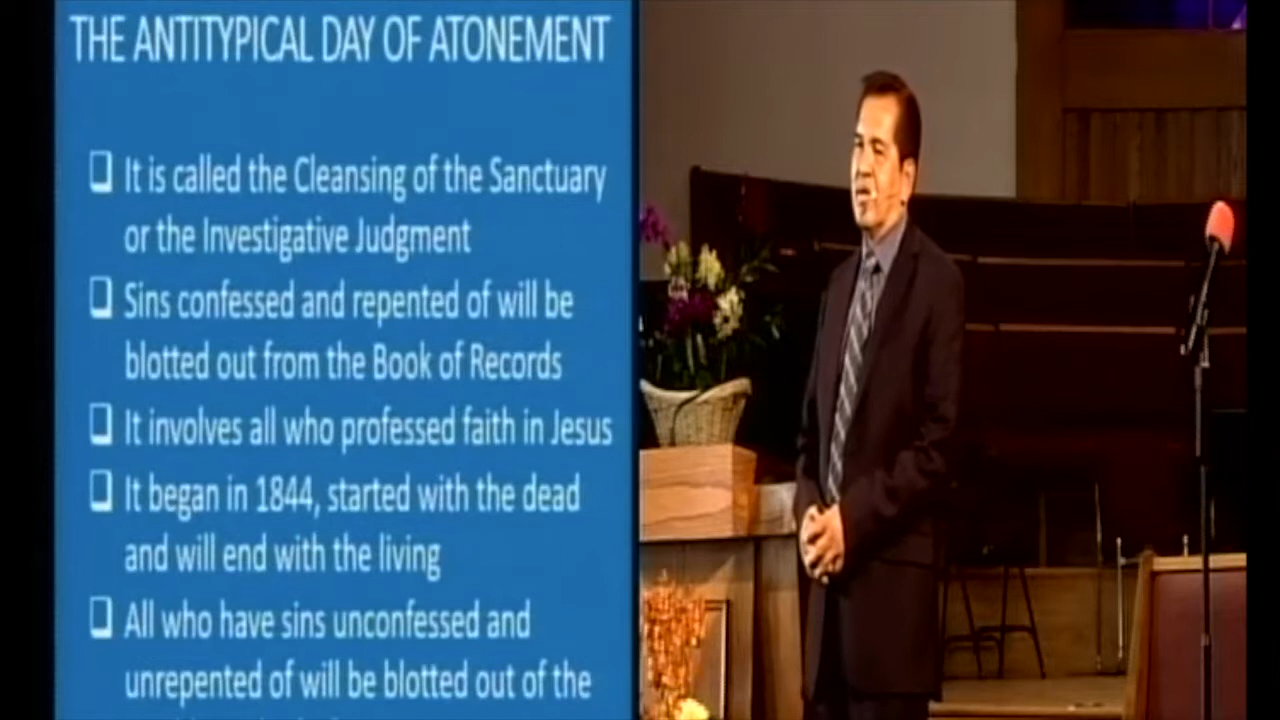 THE ANTITYPICAL DAY OF ATONEMENT
❑ It is called the Cleansing of the Sanctuary
or the Investigative Judgment
❑ Sins confessed and repented of will be
blotted out from the Book of Records
❑ It involves all who professed faith in Jesus
❑ It began in 1844, started with the dead
and will end with the living
❑ All who have sins unconfessed and
unrepented of will be blotted out of the